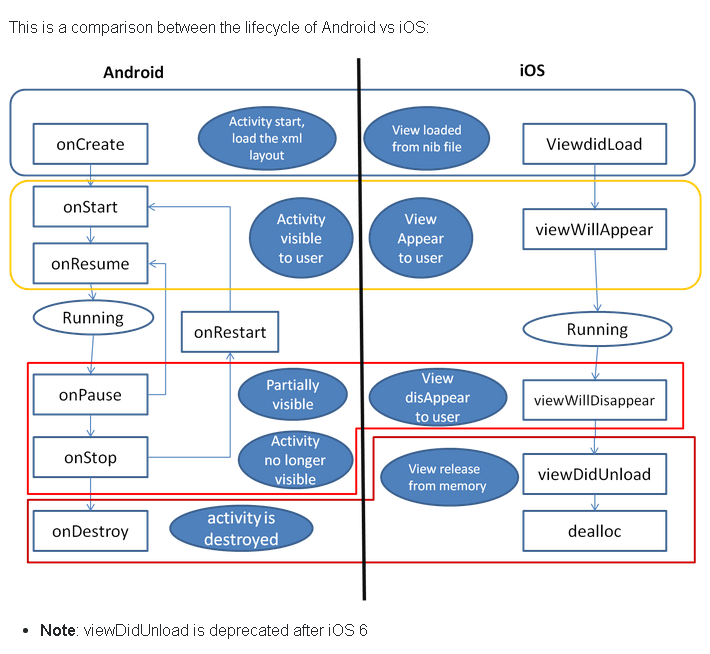 This is a comparison between the lifecycle of Android vs iOS:
Android
iOS
onCreate
Activity start,
load the xml
layout
View loaded
from nib file
ViewdidLoad
onStart
Activity
visible
to user
View
Appear
to user
viewWillAppear
onResume
Running
onRestart
Running
onPause
Partially
visible
View
disAppear
to user
viewWillDisappear
onStop
Activity
no longer
visible
View release
from memory
viewDidUnload
onDestroy
activity is
destroyed
dealloc
• Note: viewDidUnload is deprecated after iOS 6